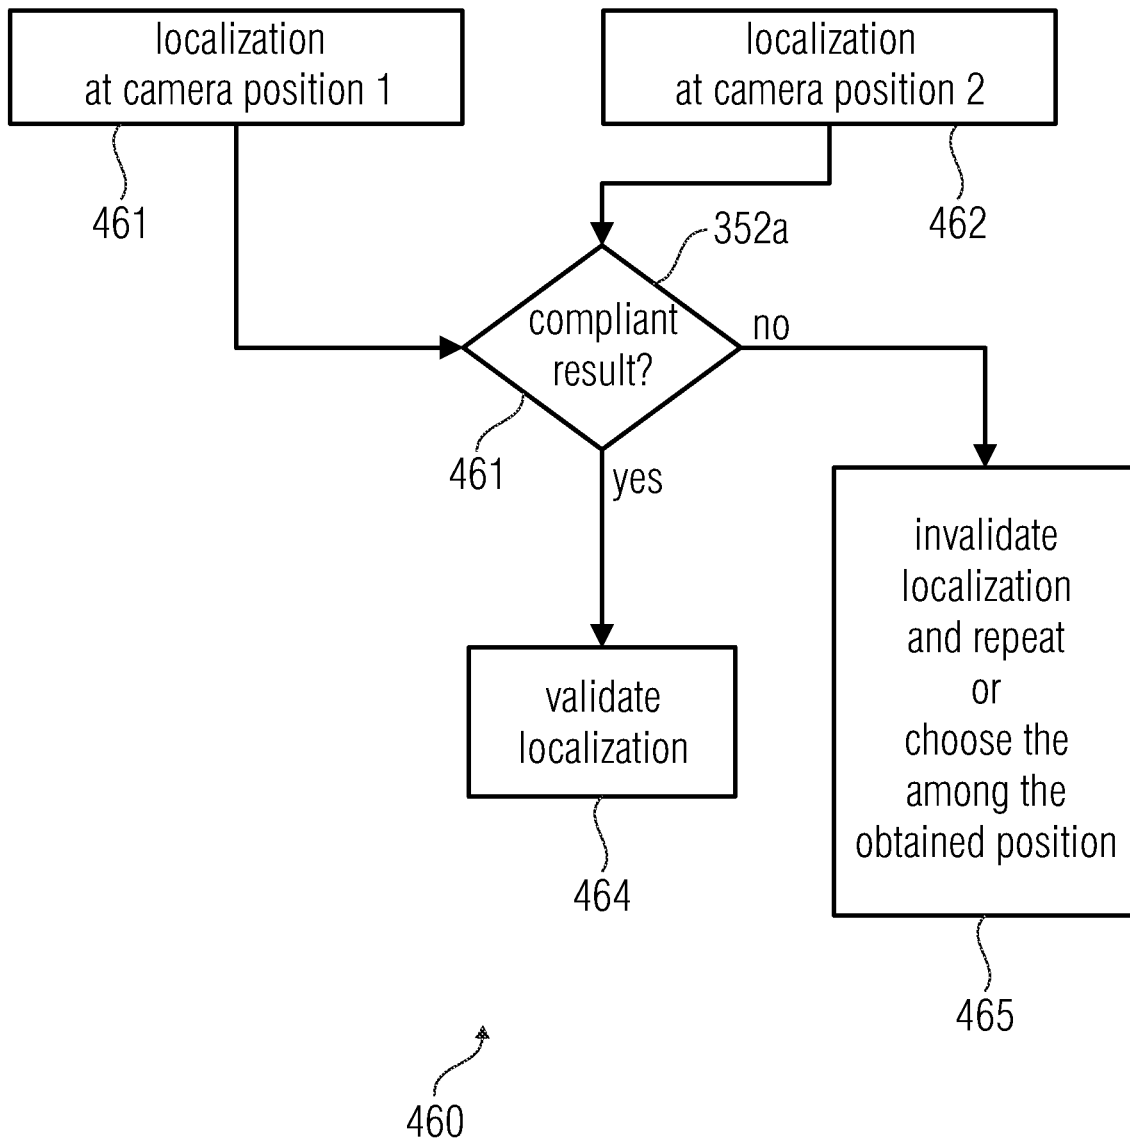 localization
at camera position 1
461
localization
at camera position 2
462
352a
compliant
result?
461
no
yes
validate
localization
464
invalidate
localization
and repeat
or
choose the
among the
obtained position
465
460